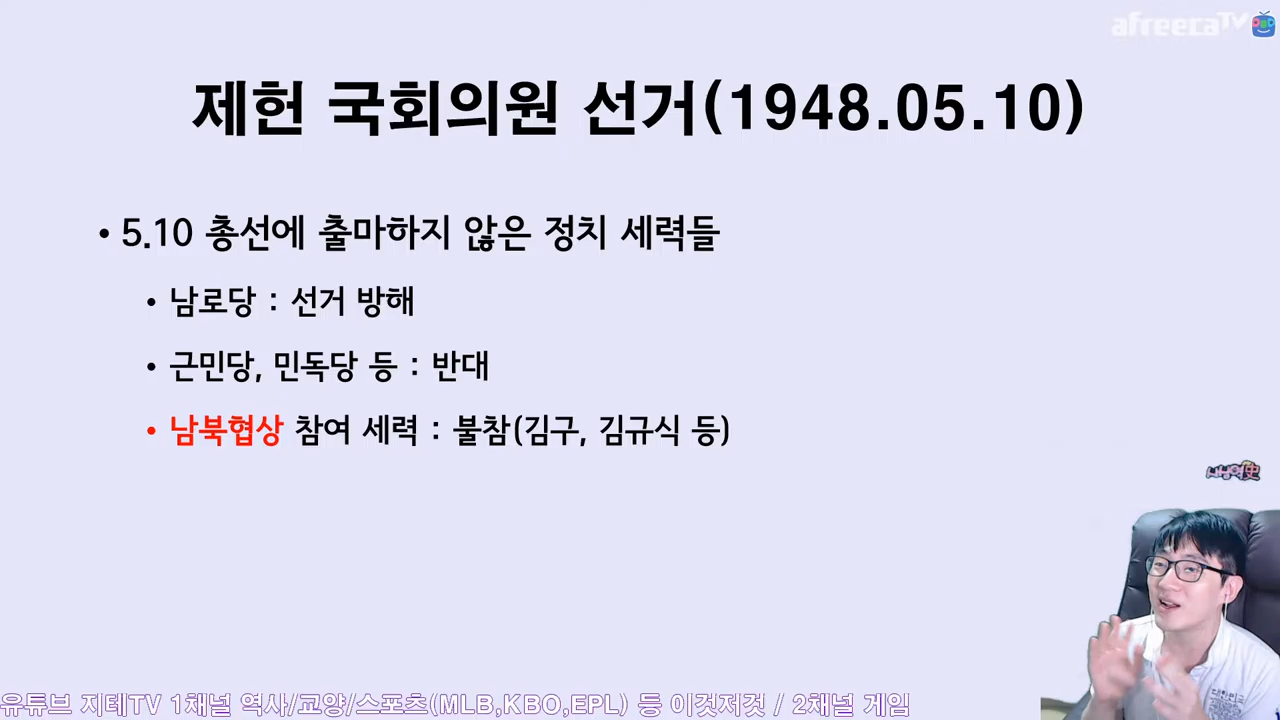 afreecaTV
제헌 국회의원 선거(1948.05.10)
• 5.10 총선에 출마하지 않은 정치 세력들
• 남로당 : 선거 방해
• 근민당, 민독당 등 : 반대
• 남북협상 참여 세력 : 불참(김구, 김규식 등)
대한민국
유튜브 지테TV 1채널 역사/교양/스포츠(MLB,KBO,EPL) 등 이것저것 / 2채널 게임